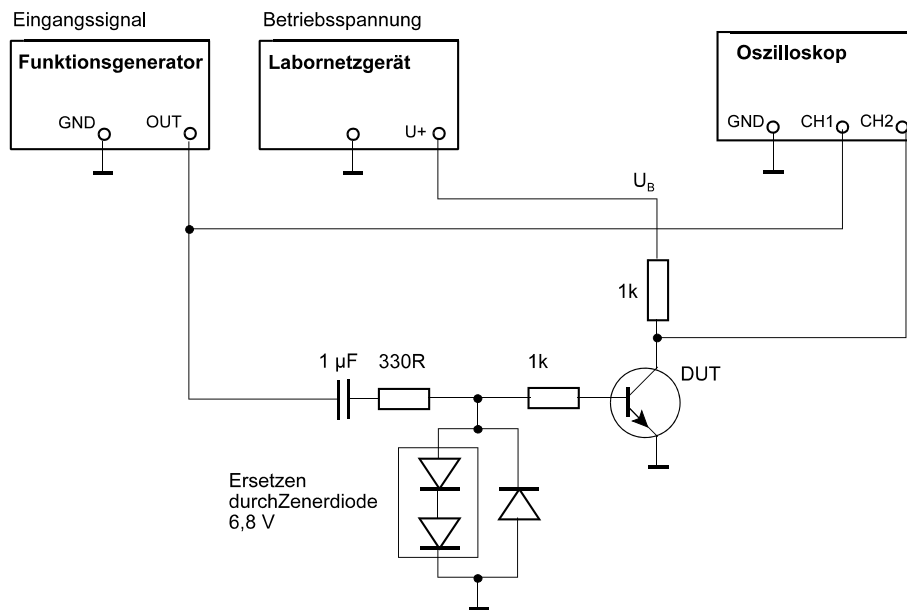 Eingangssignal
Betriebsspannung
Funktionsgenerator
Labornetzgerät
Oszilloskop
GND
OUT
U+
GND
CH1
CH2
UB
1k
1 µF
330R
1k
DUT
Ersetzen
durchZenerdiode
6,8 V